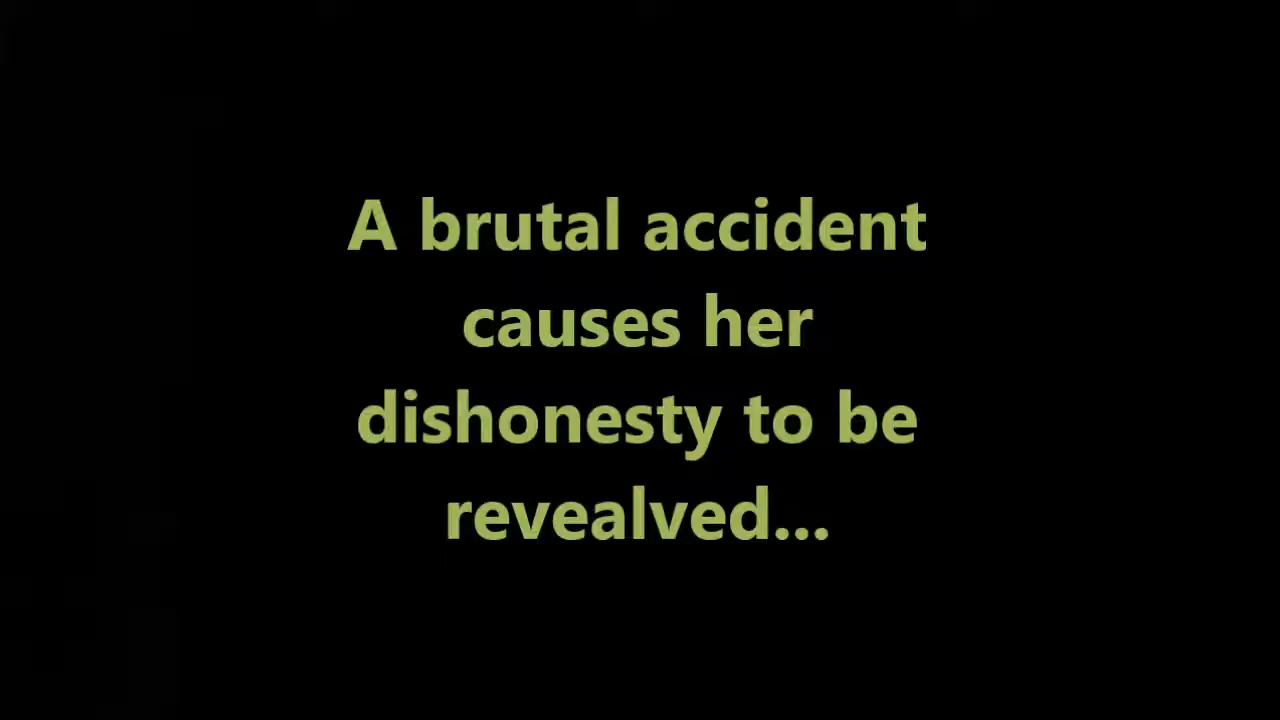 A brutal accident
causes her
dishonesty to be
revealved...